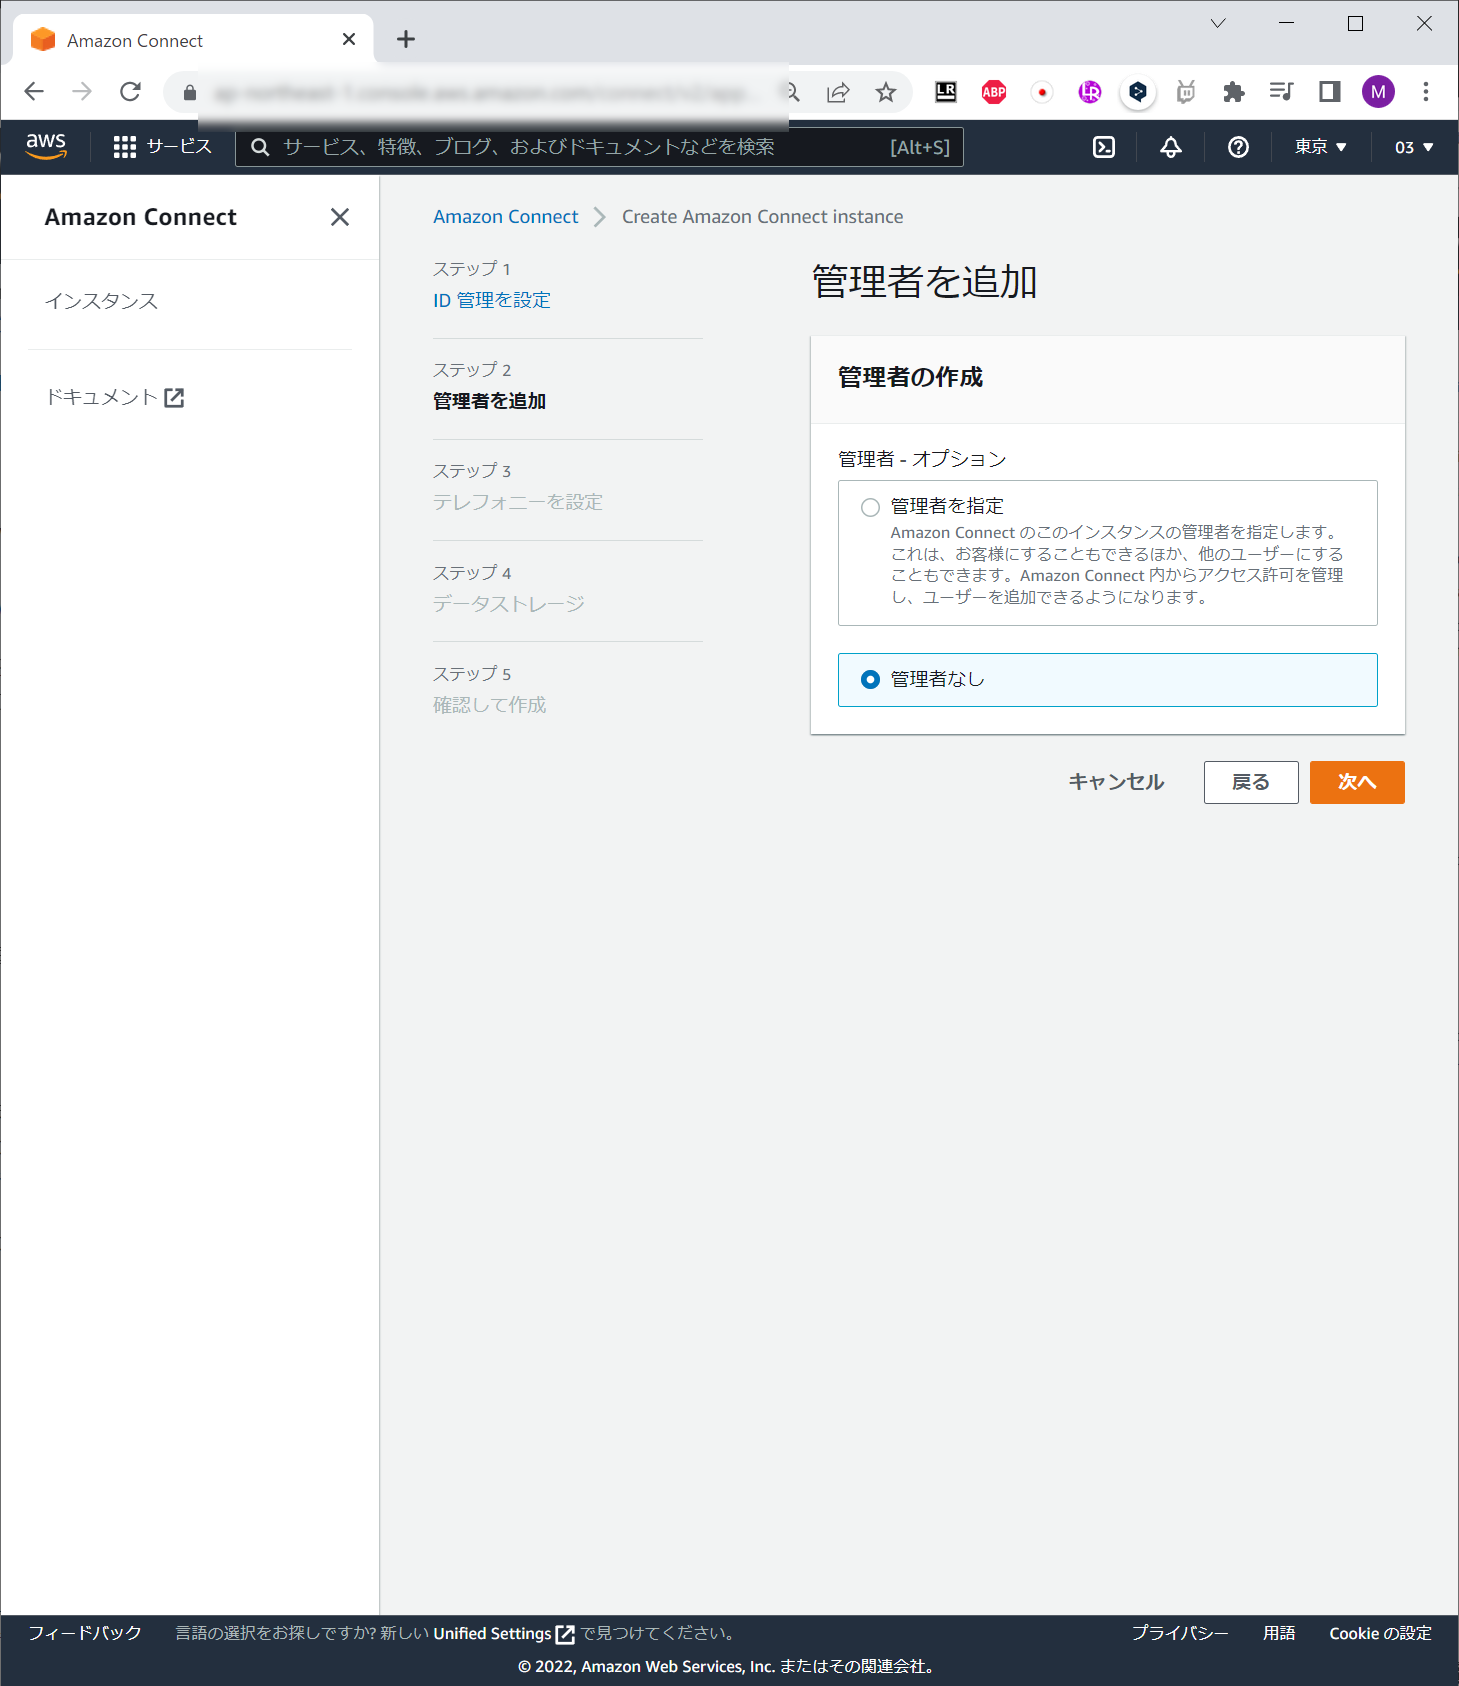 Amazon Connect
LR
ABP
LR
M
aws
サービス
サービス、特徴、ブログ、およびドキュメントなどを検索
[Alt+S]
東京 ▼
03 ▼
Amazon Connect
インスタンス
ドキュメント
Amazon Connect
Create Amazon Connect instance
ステップ 1
ID 管理を設定
ステップ 2
管理者を追加
ステップ 3
テレフォニーを設定
ステップ 4
データストレージ
ステップ 5
確認して作成
管理者を追加
管理者の作成
管理者 - オプション
管理者を指定
Amazon Connect のこのインスタンスの管理者を指定します。
これは、お客様にすることもできるほか、他のユーザーにする
こともできます。Amazon Connect 内からアクセス許可を管理
し、ユーザーを追加できるようになります。
管理者なし
キャンセル
戻る
次へ
フィードバック
言語の選択をお探しですか? 新しい Unified Settings で見つけてください。
プライバシー
用語
Cookie の設定
© 2022, Amazon Web Services, Inc. またはその関連会社。